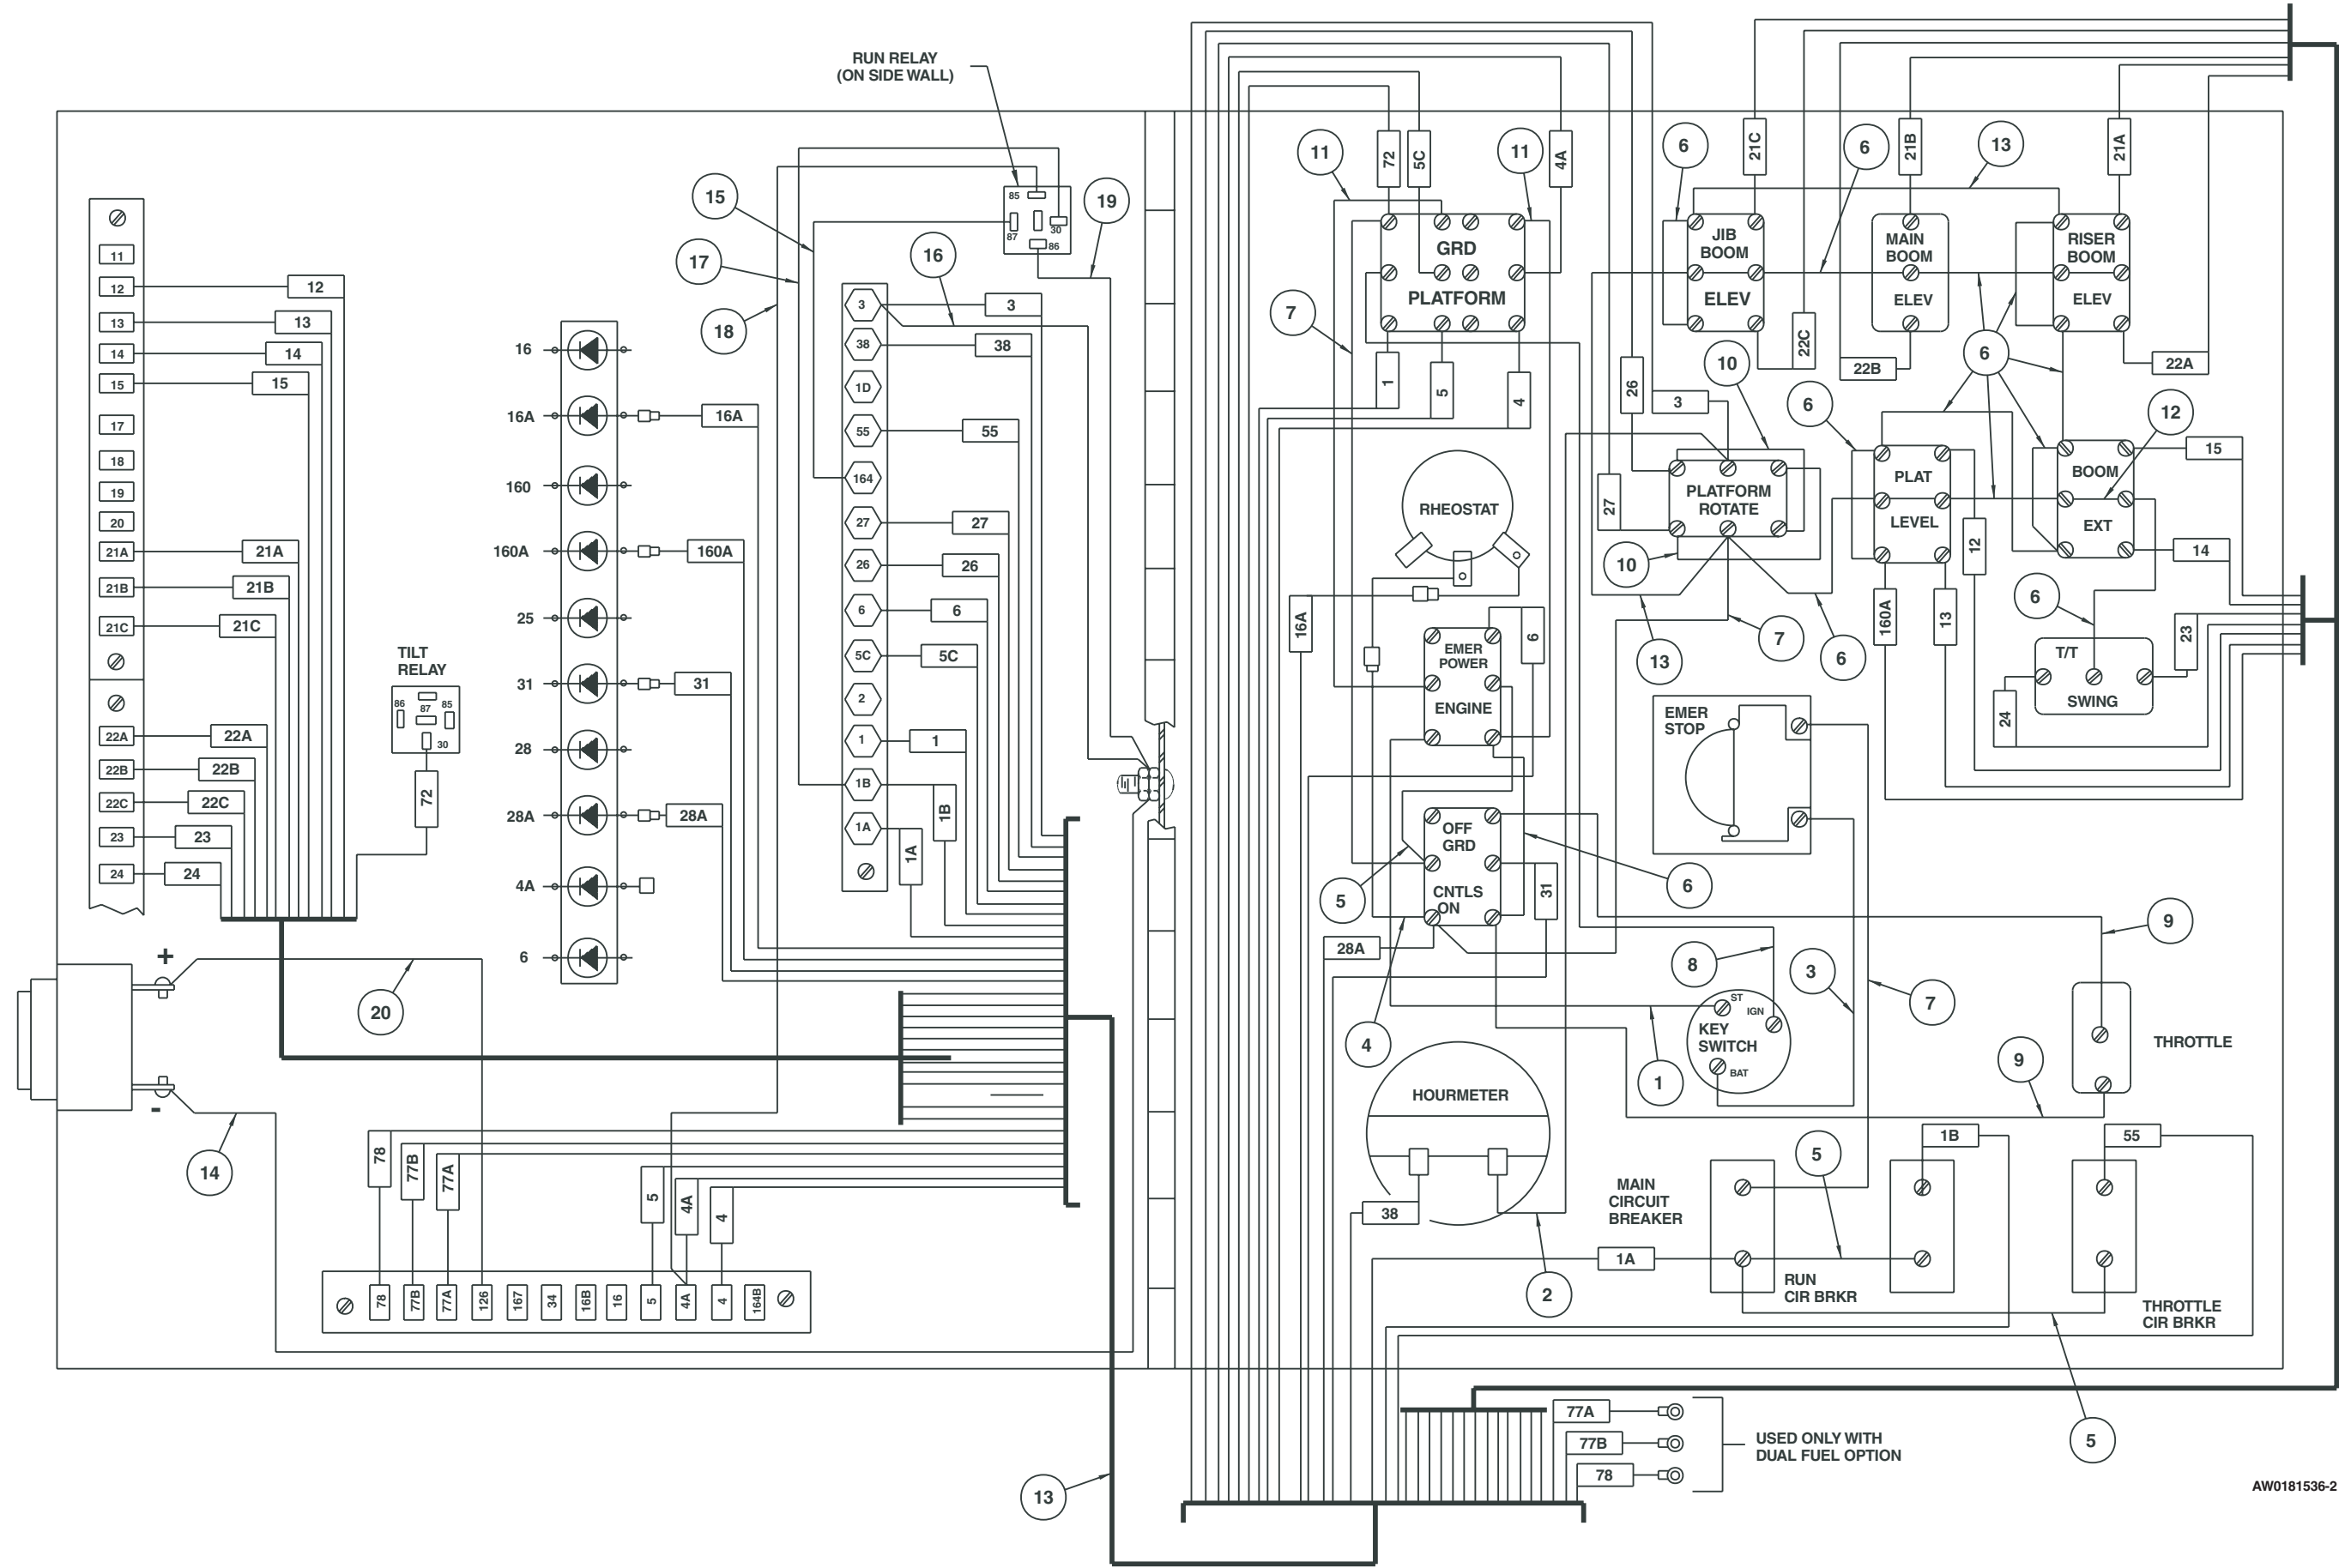 RUN RELAY
(ON SIDE WALL)
85
87
30
86
15
17
18
16
19
11
12
13
14
15
17
18
19
20
21A
21B
21C
22A
22B
22C
23
24
12
13
14
15
21A
21B
21C
22A
22B
22C
23
24
TILT
RELAY
86
87
85
30
72
16
16A
160
160A
25
31
28
28A
4A
6
16A
160A
31
28A
3
38
1D
55
164
27
26
6
5C
2
1
1B
1A
3
38
55
27
26
6
5C
1
1B
1A
+
-
20
14
78
77B
77A
5
4A
4
78
77B
77A
126
167
34
16B
16
5
4A
4
164B
13
11
72
5C
11
4A
GRD
PLATFORM
7
1
5
4
6
21C
6
21B
13
21A
JIB
BOOM
ELEV
MAIN
BOOM
ELEV
RISER
BOOM
ELEV
22C
22B
22A
6
26
3
10
6
12
27
PLATFORM
ROTATE
10
PLAT
LEVEL
12
BOOM
EXT
15
14
RHEOSTAT
16A
6
13
7
6
160A
13
6
23
T/T
SWING
24
EMER
POWER
ENGINE
EMER
STOP
OFF
GRD
CNTLS
ON
5
6
31
28A
4
8
3
7
9
ST
IGN
KEY
SWITCH
BAT
1
9
THROTTLE
HOURMETER
38
2
5
1B
55
MAIN
CIRCUIT
BREAKER
1A
RUN
CIR BRKR
THROTTLE
CIR BRKR
5
77A
77B
78
USED ONLY WITH
DUAL FUEL OPTION
AW0181536-2